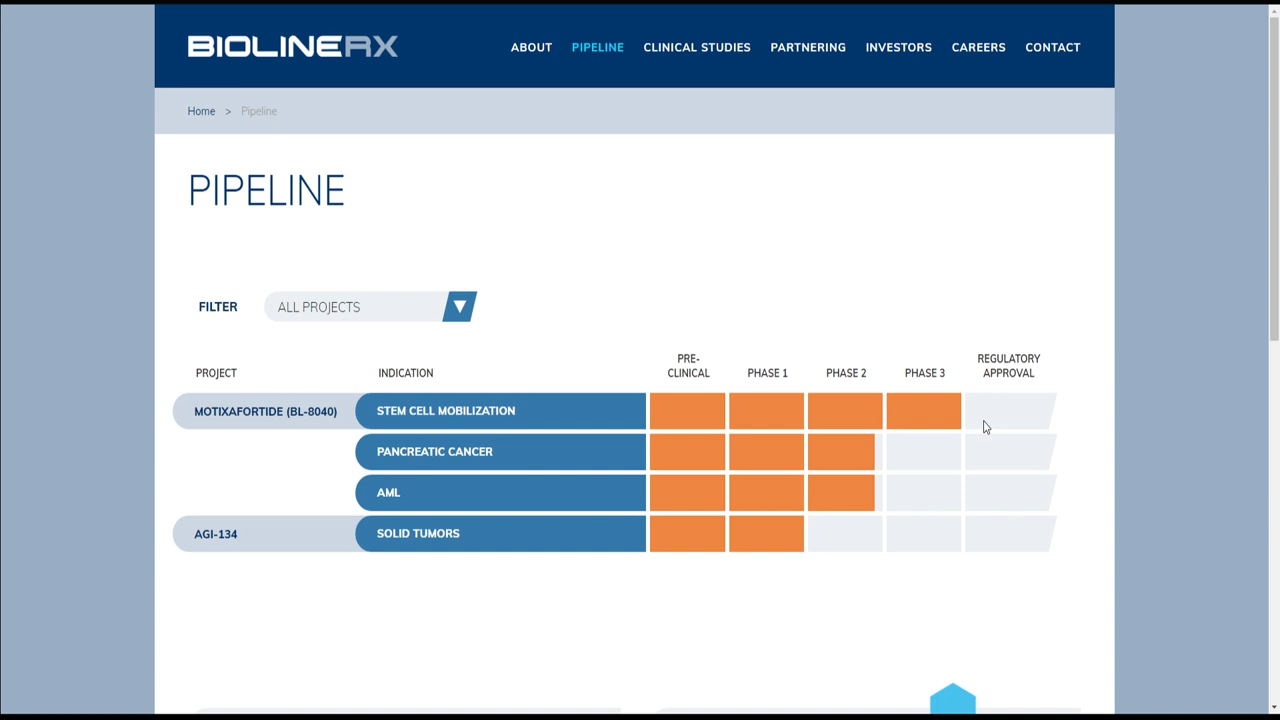 BIOLINERX
ABOUT PIPELINE CLINICAL STUDIES PARTNERING INVESTORS CAREERS CONTACT
Home > Pipeline
PIPELINE
FILTER ALL PROJECTS
PROJECT INDICATION PRE-CLINICAL PHASE 1 PHASE 2 PHASE 3 REGULATORY APPROVAL
MOTIXAFORTIDE (BL-8040) STEM CELL MOBILIZATION
PANCREATIC CANCER
AML
AGI-134 SOLID TUMORS